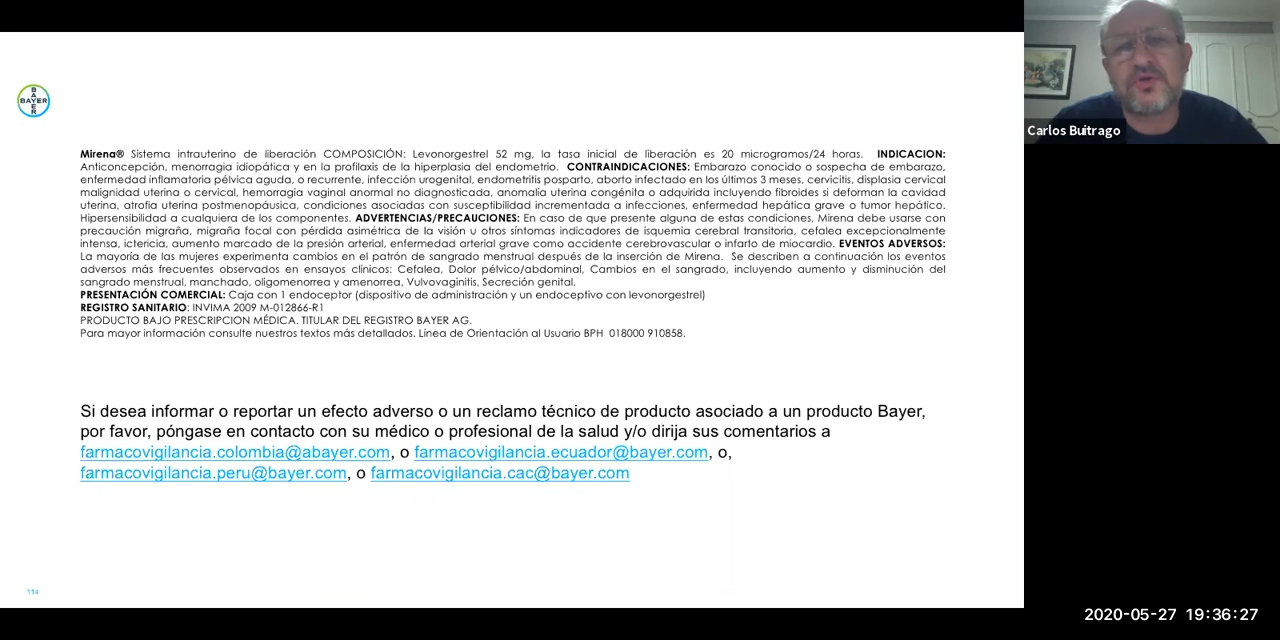 Carlos Buitrago
B
A
BAYER
E
R
Mirena® Sistema intrauterino de liberación COMPOSICIÓN: Levonorgestrel 52 mg, la tasa inicial de liberación es 20 microgramos/24 horas. INDICACION:
Anticoncepción, menorragia idiopática y en la profilaxis de la hiperplasia del endometrio. CONTRAINDICACIONES: Embarazo conocido o sospecha de embarazo,
enfermedad inflamatoria pélvica aguda, o recurrente, infección urogenital, endometritis posparto, aborto infectado en los últimos 3 meses, cervicitis, displasia cervical
malignidad uterina o cervical, hemorragia vaginal anormal no diagnosticada, anomalía uterina congénita o adquirida incluyendo fibroides si deforman la cavidad
uterina, atrofia uterina postmenopáusica, condiciones asociadas con susceptibilidad incrementada a infecciones, enfermedad hepática grave o tumor hepático.
Hipersensibilidad a cualquiera de los componentes. ADVERTENCIAS/PRECAUCIONES: En caso de que presente alguna de estas condiciones, Mirena debe usarse con
precaución migraña, migraña focal con pérdida asimétrica de la visión u otros síntomas indicadores de isquemia cerebral transitoria, cefalea excepcionalmente
intensa, ictericia, aumento marcado de la presión arterial, enfermedad arterial grave como accidente cerebrovascular o infarto de miocardio. EVENTOS ADVERSOS:
La mayoría de las mujeres experimenta cambios en el patrón de sangrado menstrual después de la inserción de Mirena. Se describen a continuación los eventos
adversos más frecuentes observados en ensayos clínicos: Cefalea, Dolor pélvico/abdominal, Cambios en el sangrado, incluyendo aumento y disminución del
sangrado menstrual, manchado, oligomenorrea y amenorrea, Vulvovaginitis, Secreción genital.
PRESENTACIÓN COMERCIAL: Caja con 1 endoceptor (dispositivo de administración y un endoceptivo con levonorgestrel)
REGISTRO SANITARIO: INVIMA 2009 M-012866-R1
PRODUCTO BAJO PRESCRIPCION MÉDICA. TITULAR DEL REGISTRO BAYER AG.
Para mayor información consulte nuestros textos más detallados. Línea de Orientación al Usuario BPH 018000 910858.
Si desea informar o reportar un efecto adverso o un reclamo técnico de producto asociado a un producto Bayer,
por favor, póngase en contacto con su médico o profesional de la salud y/o dirija sus comentarios a
farmacovigilancia.colombia@abayer.com, o farmacovigilancia.ecuador@bayer.com, o,
farmacovigilancia.peru@bayer.com, o farmacovigilancia.cac@bayer.com
114
2020-05-27 19:36:27